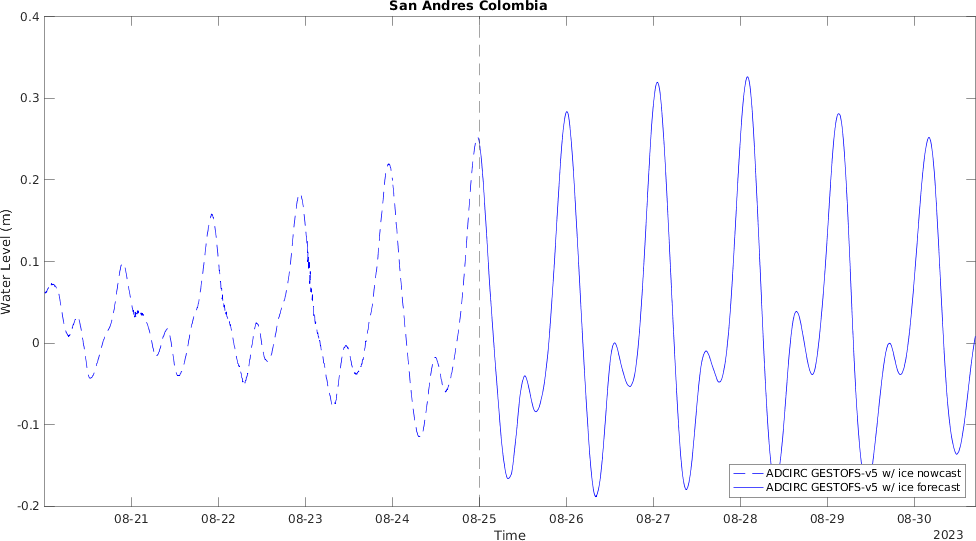 San Andres Colombia
0.4
0.3
0.2
0.1
0
-0.1
-0.2
Water Level (m)
ADCIRC GESTOFS-v5 w/ ice nowcast
ADCIRC GESTOFS-v5 w/ ice forecast
08-21 08-22 08-23 08-24 08-25 08-26 08-27 08-28 08-29 08-30
Time
2023